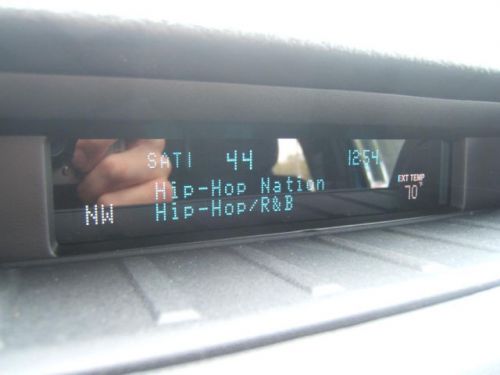 SAT1 44 12:54
Hip-Hop Nation
EXT TEMP
70°
NW Hip-Hop/R&B